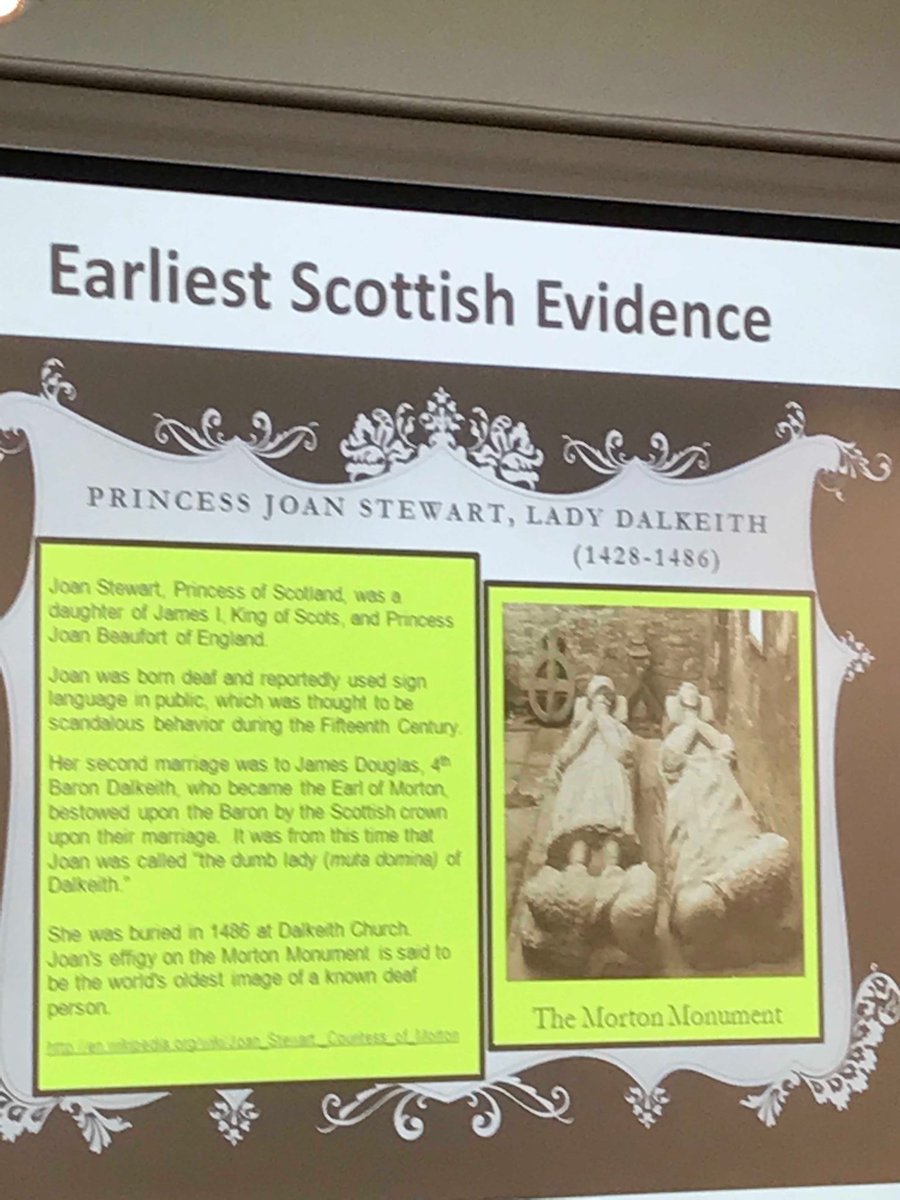 Earliest Scottish Evidence
PRINCESS JOAN STEWART, LADY DALKEITH
(1428-1486)
Joan Stewart, Princess of Scotland, was a
daughter of James I, King of Scots, and Princess
Joan Beaufort of England.
Joan was born deaf and reportedly used sign
language in public, which was thought to be
scandalous behavior during the Fifteenth Century.
Her second marriage was to James Douglas, 4th
Baron Dalkeith, who became the Earl of Morton,
bestowed upon the Baron by the Scottish crown
upon their marriage. It was from this time that
Joan was called "the dumb lady (muta domina) of
Dalkeith."
She was buried in 1486 at Dalkeith Church.
Joan's effigy on the Morton Monument is said to
be the world's oldest image of a known deaf
person.
http://en.wikipedia.org/wiki/Joan_Stewart,_Countess_of_Morton
The Morton Monument